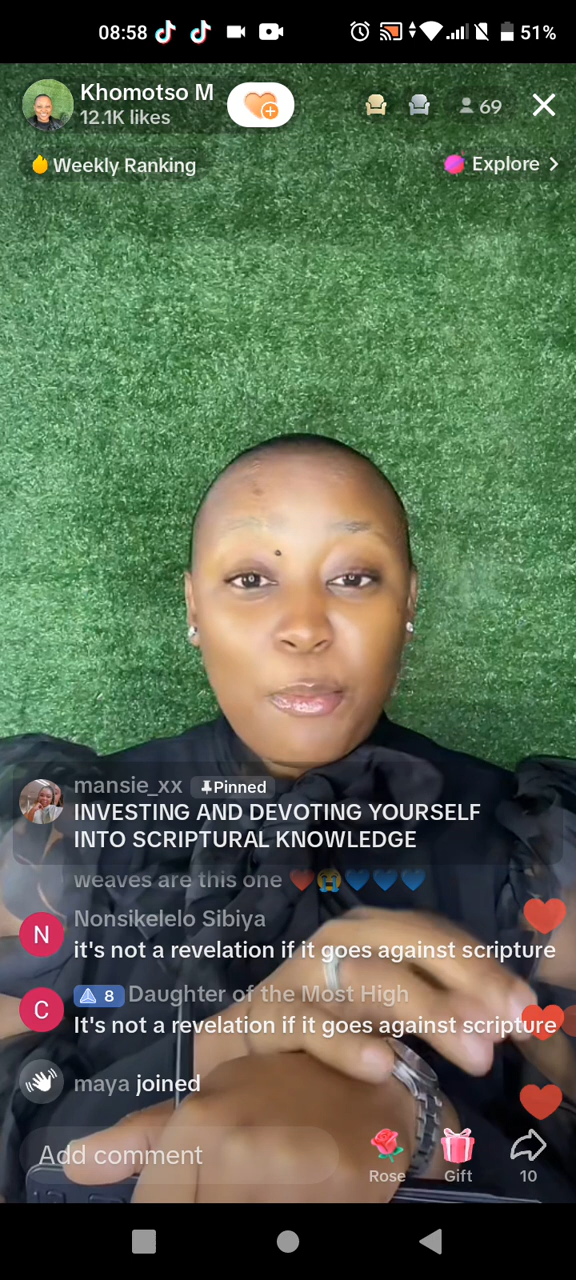 08:58
51%
Khomotso M
12.1K likes
69
Weekly Ranking
Explore
mansie_xx Pinned
INVESTING AND DEVOTING YOURSELF
INTO SCRIPTURAL KNOWLEDGE
weaves are this one ❤️😭💙💙💙
N
Nonsikelelo Sibiya
it's not a revelation if it goes against scripture
C
8 Daughter of the Most High
It's not a revelation if it goes against scripture
maya joined
Add comment
Rose
Gift
10